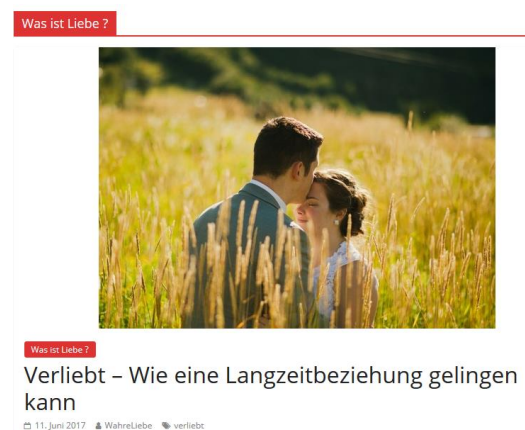 Was ist Liebe ?
Was ist Liebe ?
Verliebt – Wie eine Langzeitbeziehung gelingen
kann
11. Juni 2017 WahreLiebe verliebt